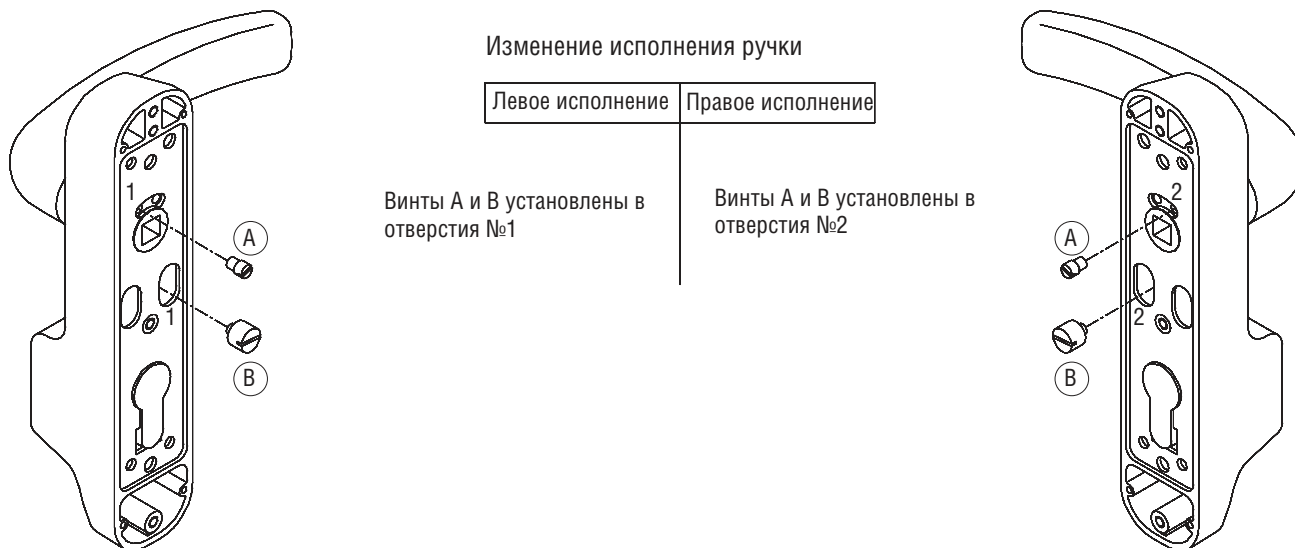 Изменение исполнения ручки
Левое исполнение
Правое исполнение
Винты А и В установлены в
отверстия №1
Винты А и В установлены в
отверстия №2
1
A
1
B
2
A
2
B